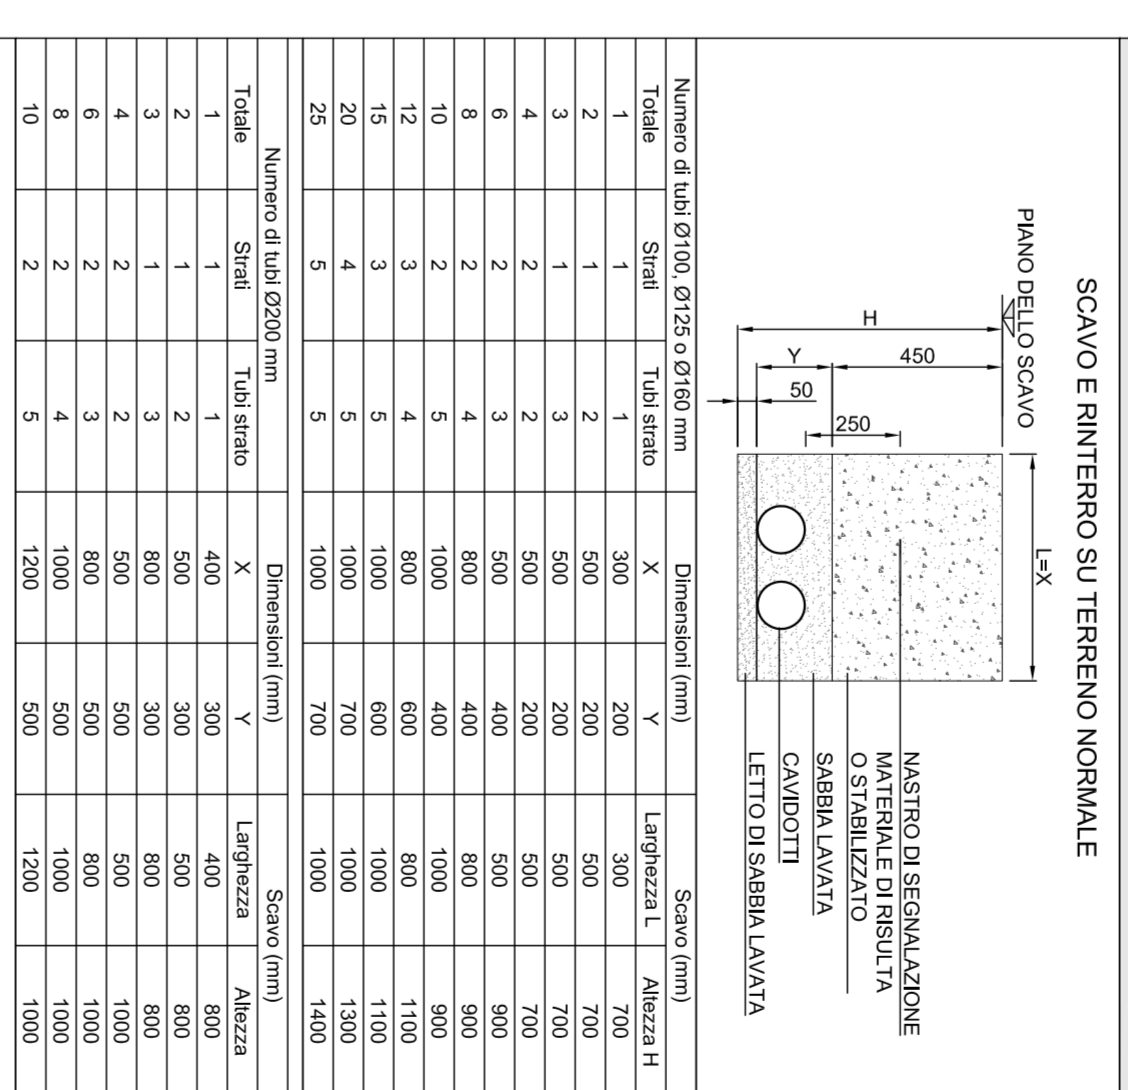 SCAVO E RINTERRO SU TERRENO NORMALE
PIANO DELLO SCAVO
L=X
H
450
Y
50
250
NASTRO DI SEGNALAZIONE
MATERIALE DI RISULTA
O STABILIZZATO
SABBIA LAVATA
CAVIDOTTI
LETTO DI SABBIA LAVATA
Numero di tubi Ø100, Ø125 o Ø160 mm Dimensioni (mm) Scavo (mm)
Totale Strati Tubi strato X Y Larghezza L Altezza H
1 1 1 300 200 300 700
2 1 2 500 200 500 700
3 1 3 500 200 500 700
4 2 2 500 200 500 700
6 2 3 500 400 500 900
8 2 4 800 400 800 900
10 2 5 1000 400 1000 900
12 3 4 800 600 800 1100
15 3 5 1000 600 1000 1100
20 4 5 1000 700 1000 1300
25 5 5 1000 700 1000 1400
Numero di tubi Ø200 mm Dimensioni (mm) Scavo (mm)
Totale Strati Tubi strato X Y Larghezza Altezza
1 1 1 400 300 400 800
2 1 2 500 300 500 800
3 1 3 800 300 800 800
4 2 2 500 500 500 1000
6 2 3 800 500 800 1000
8 2 4 1000 500 1000 1000
10 2 5 1200 500 1200 1000